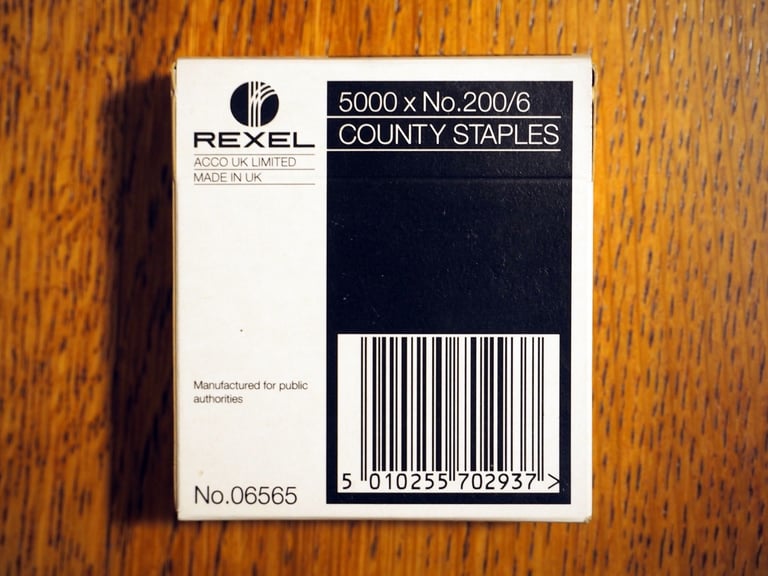 REXEL
ACCO UK LIMITED
MADE IN UK
5000 x No.200/6
COUNTY STAPLES
Manufactured for public
authorities
No.06565
5 010255 702937 >